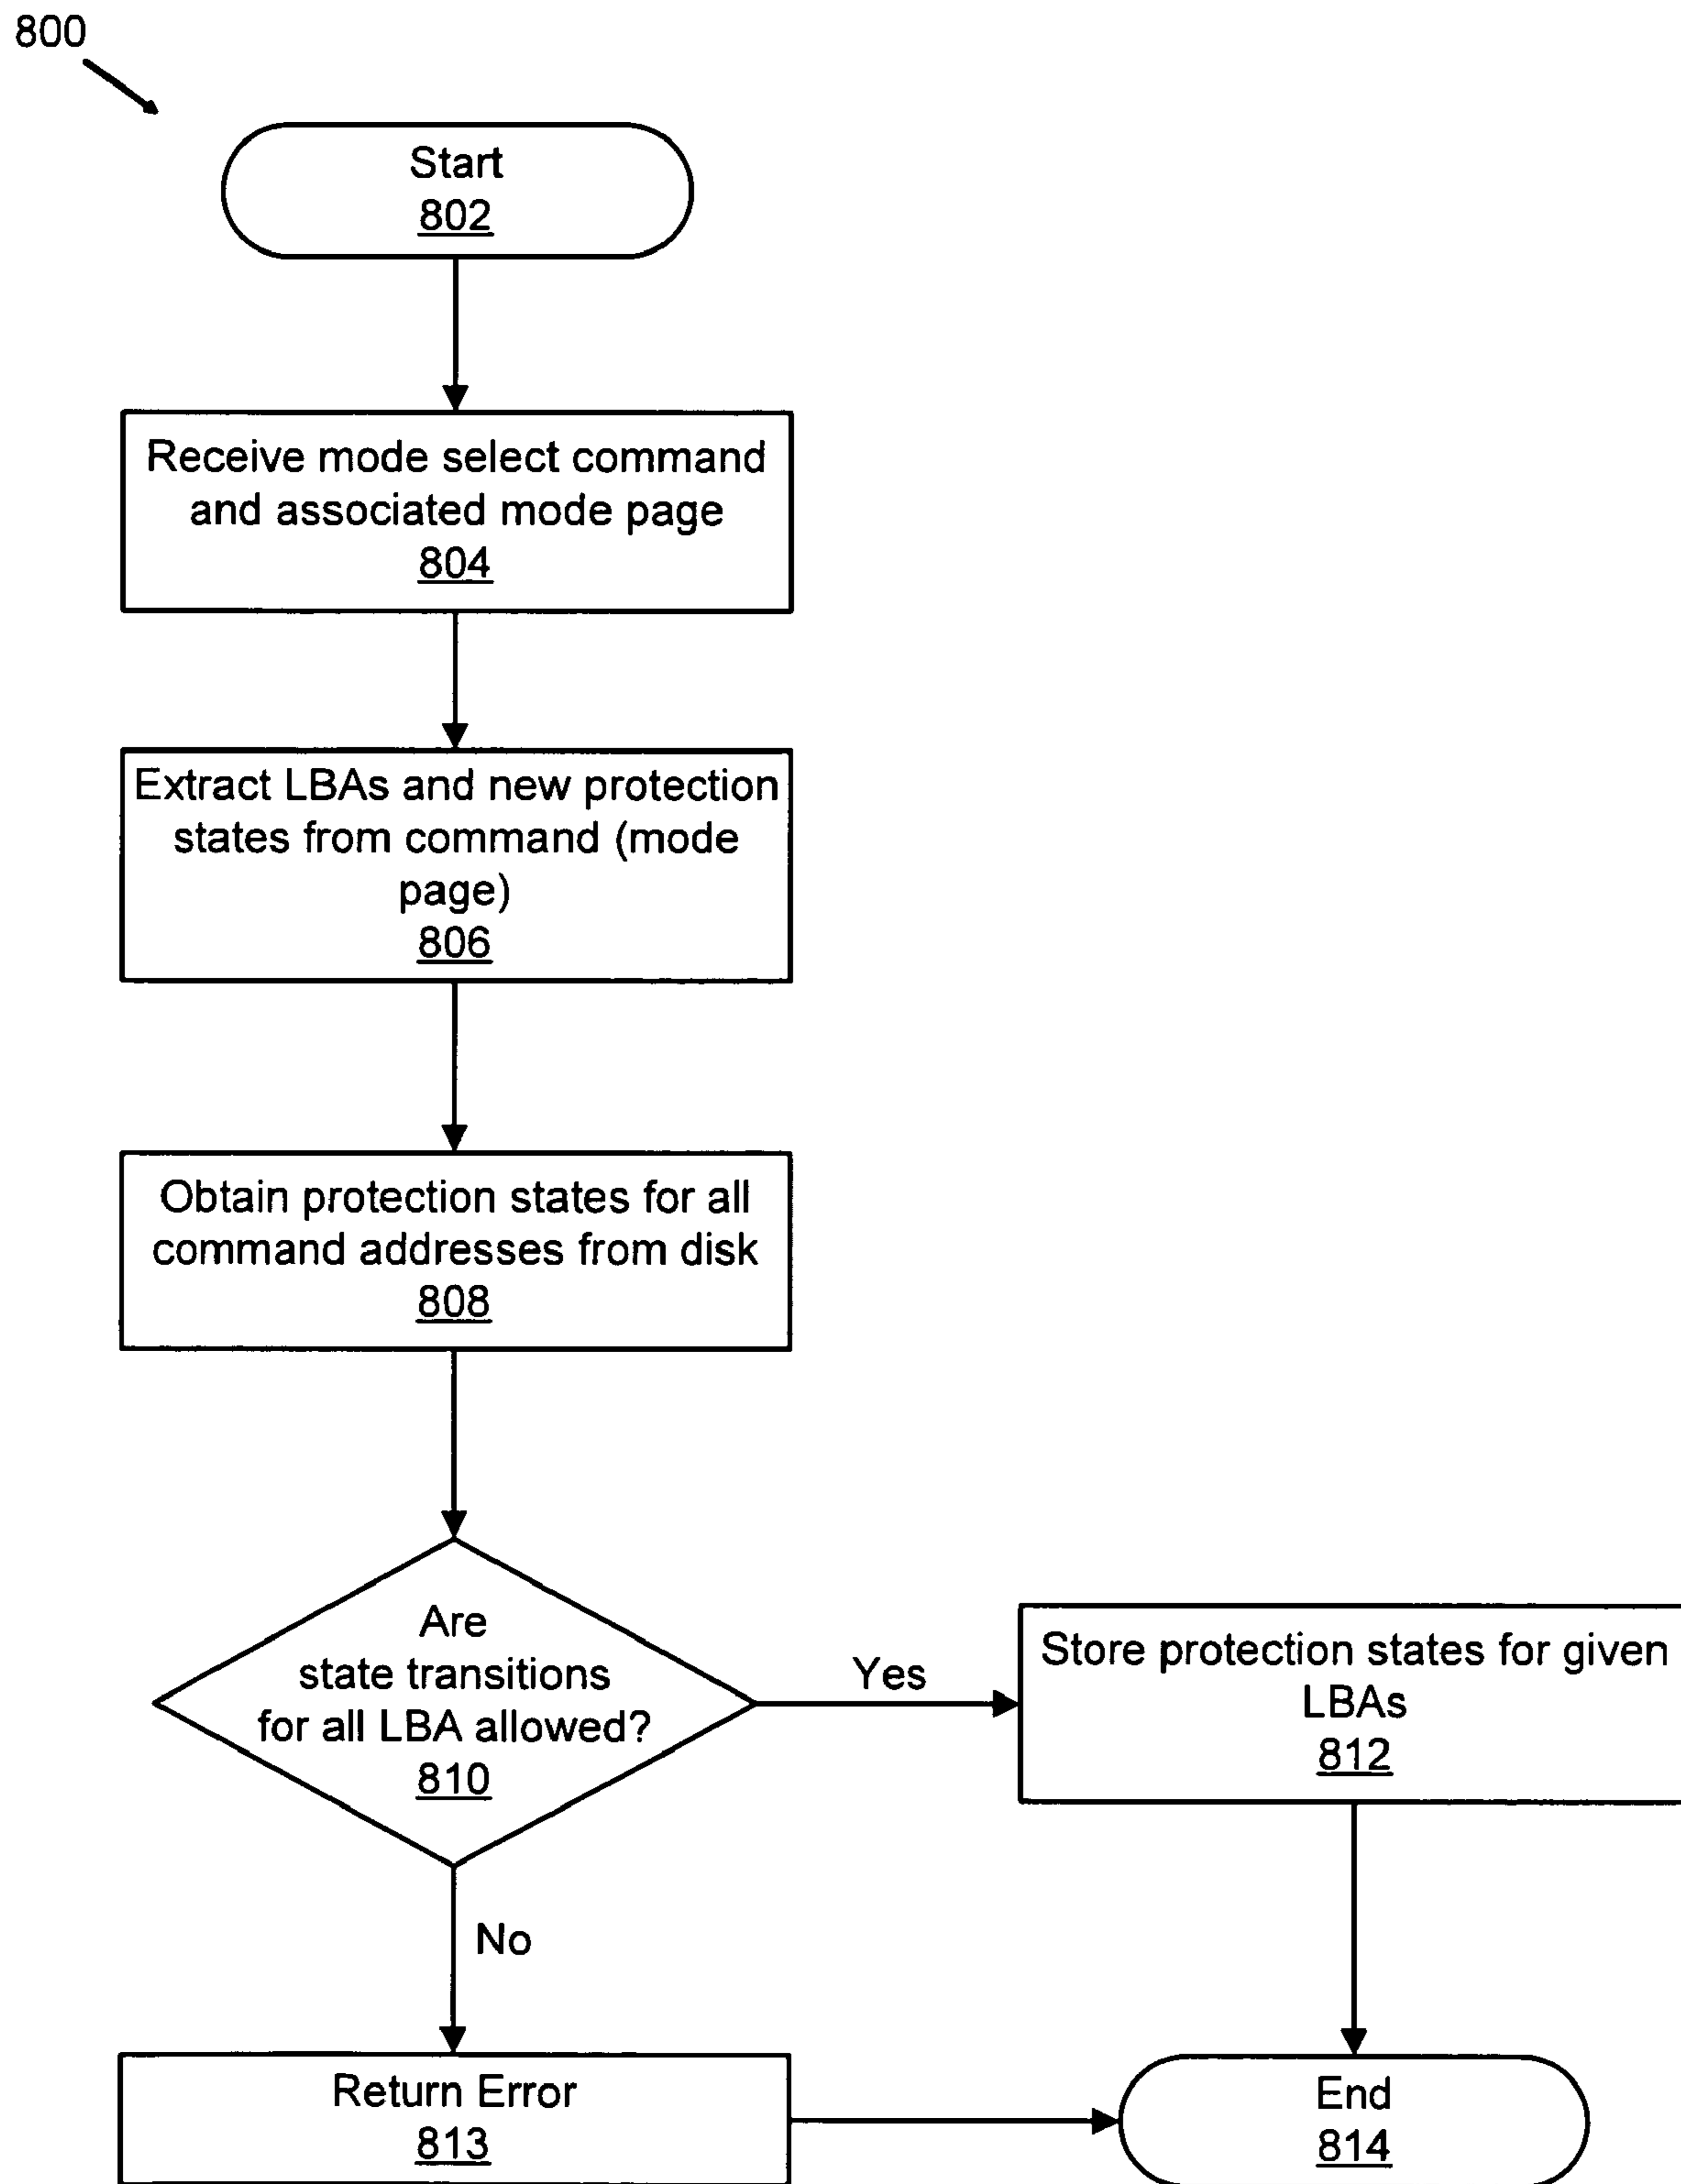 800
Start
802
Receive mode select command
and associated mode page
804
Extract LBAs and new protection
states from command (mode
page)
806
Obtain protection states for all
command addresses from disk
808
Are
state transitions
for all LBA allowed?
810
Yes
Store protection states for given
LBAs
812
No
Return Error
813
End
814